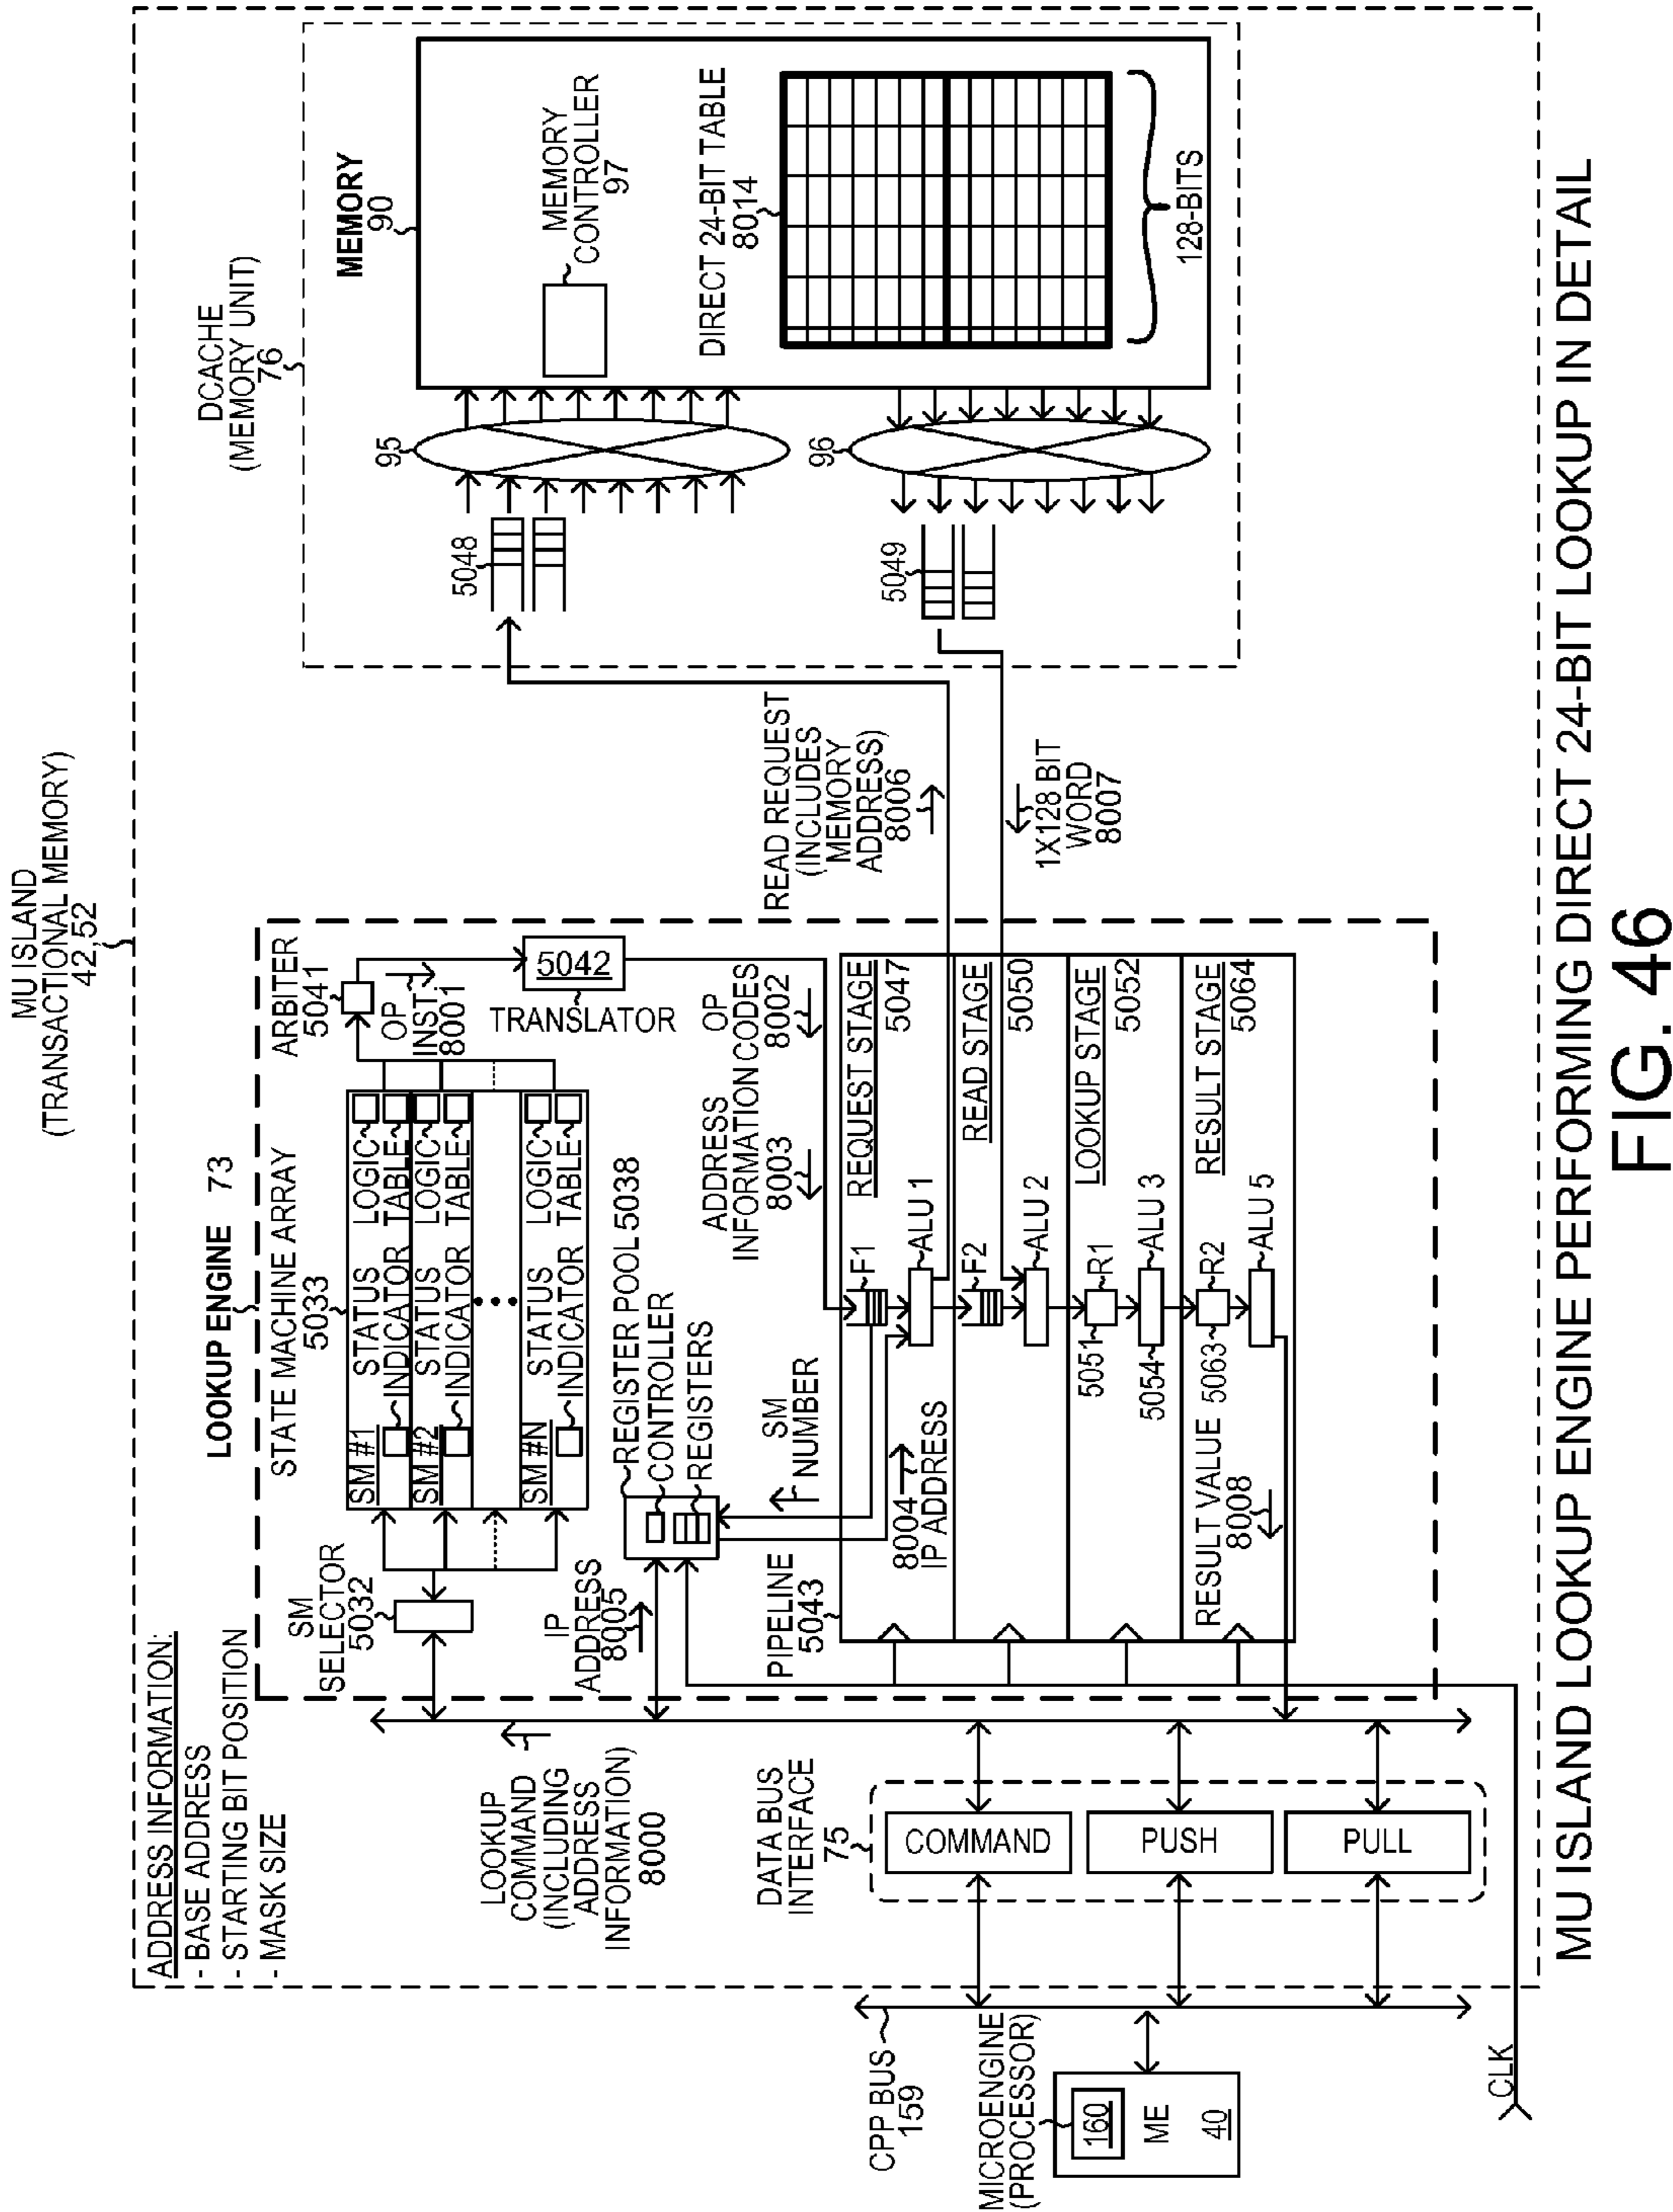 MU ISLAND
(TRANSACTIONAL MEMORY)
42,52
ADDRESS INFORMATION:
- BASE ADDRESS
- STARTING BIT POSITION
- MASK SIZE
LOOKUP ENGINE 73
STATE MACHINE ARRAY
5033
SM
SELECTOR
5032
SM #1
STATUS
INDICATOR
LOGIC
TABLE
SM #2
STATUS
INDICATOR
LOGIC
TABLE
SM #N
STATUS
INDICATOR
LOGIC
TABLE
ARBITER
5041
OP
INST.
8001
5042
TRANSLATOR
LOOKUP
COMMAND
(INCLUDING
ADDRESS
INFORMATION)
8000
IP
ADDRESS
8005
REGISTER POOL 5038
CONTROLLER
REGISTERS
SM
NUMBER
ADDRESS
INFORMATION
8003
OP
CODES
8002
PIPELINE
5043
8004
IP ADDRESS
F1
ALU 1
REQUEST STAGE
5047
F2
ALU 2
READ STAGE
5050
5051
R1
5054
ALU 3
LOOKUP STAGE
5052
RESULT VALUE
8008
5063
R2
ALU 5
RESULT STAGE
5064
READ REQUEST
(INCLUDES
MEMORY
ADDRESS)
8006
1X128 BIT
WORD
8007
DCACHE
(MEMORY UNIT)
76
5048
5049
95
96
MEMORY
90
MEMORY
CONTROLLER
97
DIRECT 24-BIT TABLE
8014
128-BITS
DATA BUS
INTERFACE
75
COMMAND
PUSH
PULL
CPP BUS
159
MICROENGINE
(PROCESSOR)
160
ME
40
CLK
MU ISLAND LOOKUP ENGINE PERFORMING DIRECT 24-BIT LOOKUP IN DETAIL
FIG. 46